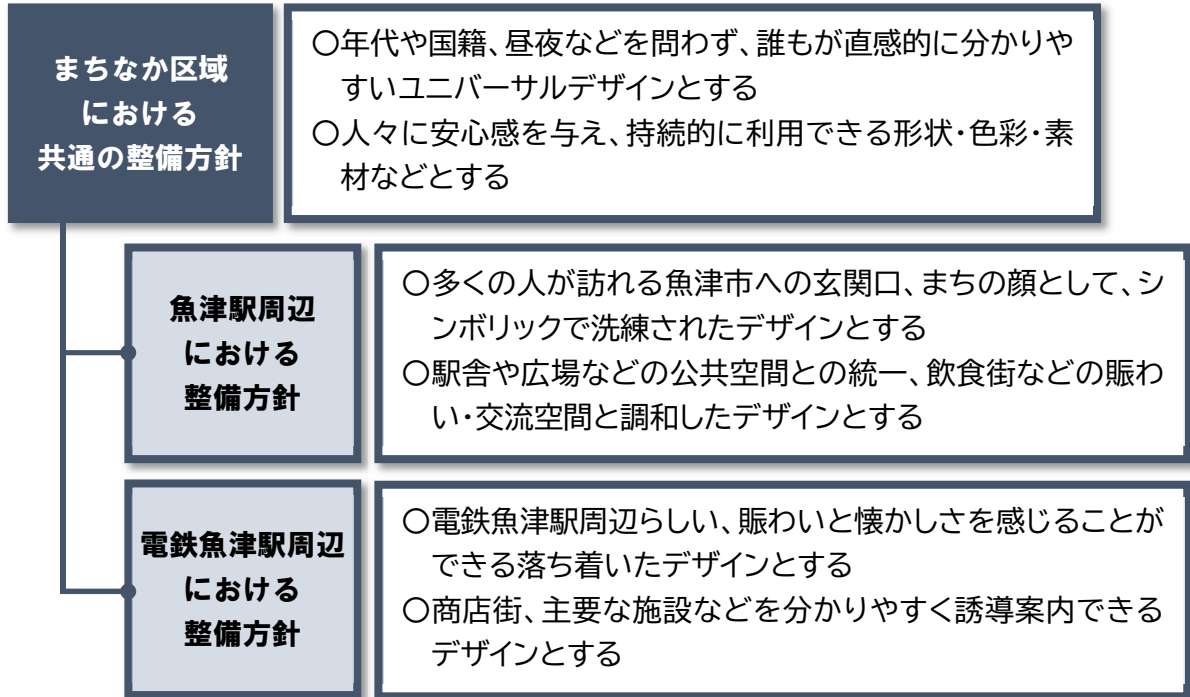 まちなか区域
における
共通の整備方針
〇年代や国籍、昼夜などを問わず、誰もが直感的に分かりや
すいユニバーサルデザインとする
〇人々に安心感を与え、持続的に利用できる形状・色彩・素
材などとする
魚津駅周辺
における
整備方針
〇多くの人が訪れる魚津市への玄関口、まちの顔として、シ
ンボリックで洗練されたデザインとする
〇駅舎や広場などの公共空間との統一、飲食街などの賑わ
い・交流空間と調和したデザインとする
電鉄魚津駅周辺
における
整備方針
〇電鉄魚津駅周辺らしい、賑わいと懐かしさを感じることが
できる落ち着いたデザインとする
〇商店街、主要な施設などを分かりやすく誘導案内できる
デザインとする